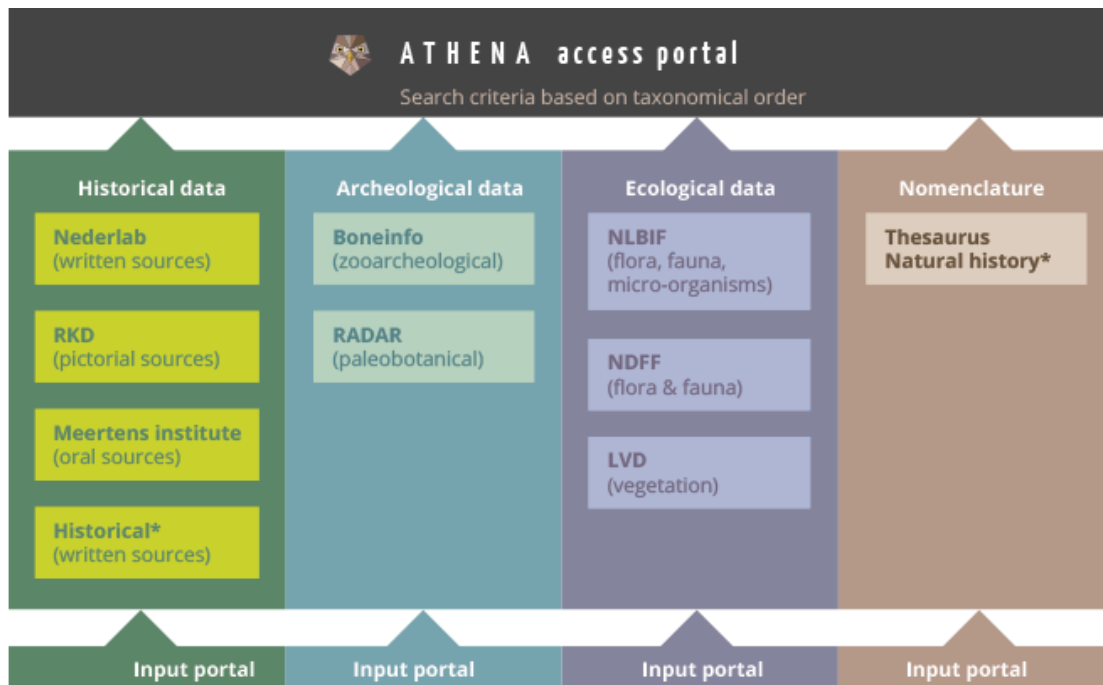 ATHENA access portal
Search criteria based on taxonomical order
Historical data
Nederlab
(written sources)
RKD
(pictorial sources)
Meertens institute
(oral sources)
Historical*
(written sources)
Input portal
Archeological data
Boneinfo
(zooarcheological)
RADAR
(paleobotanical)
Input portal
Ecological data
NLBIF
(flora, fauna,
micro-organisms)
NDFF
(flora & fauna)
LVD
(vegetation)
Input portal
Nomenclature
Thesaurus
Natural history*
Input portal